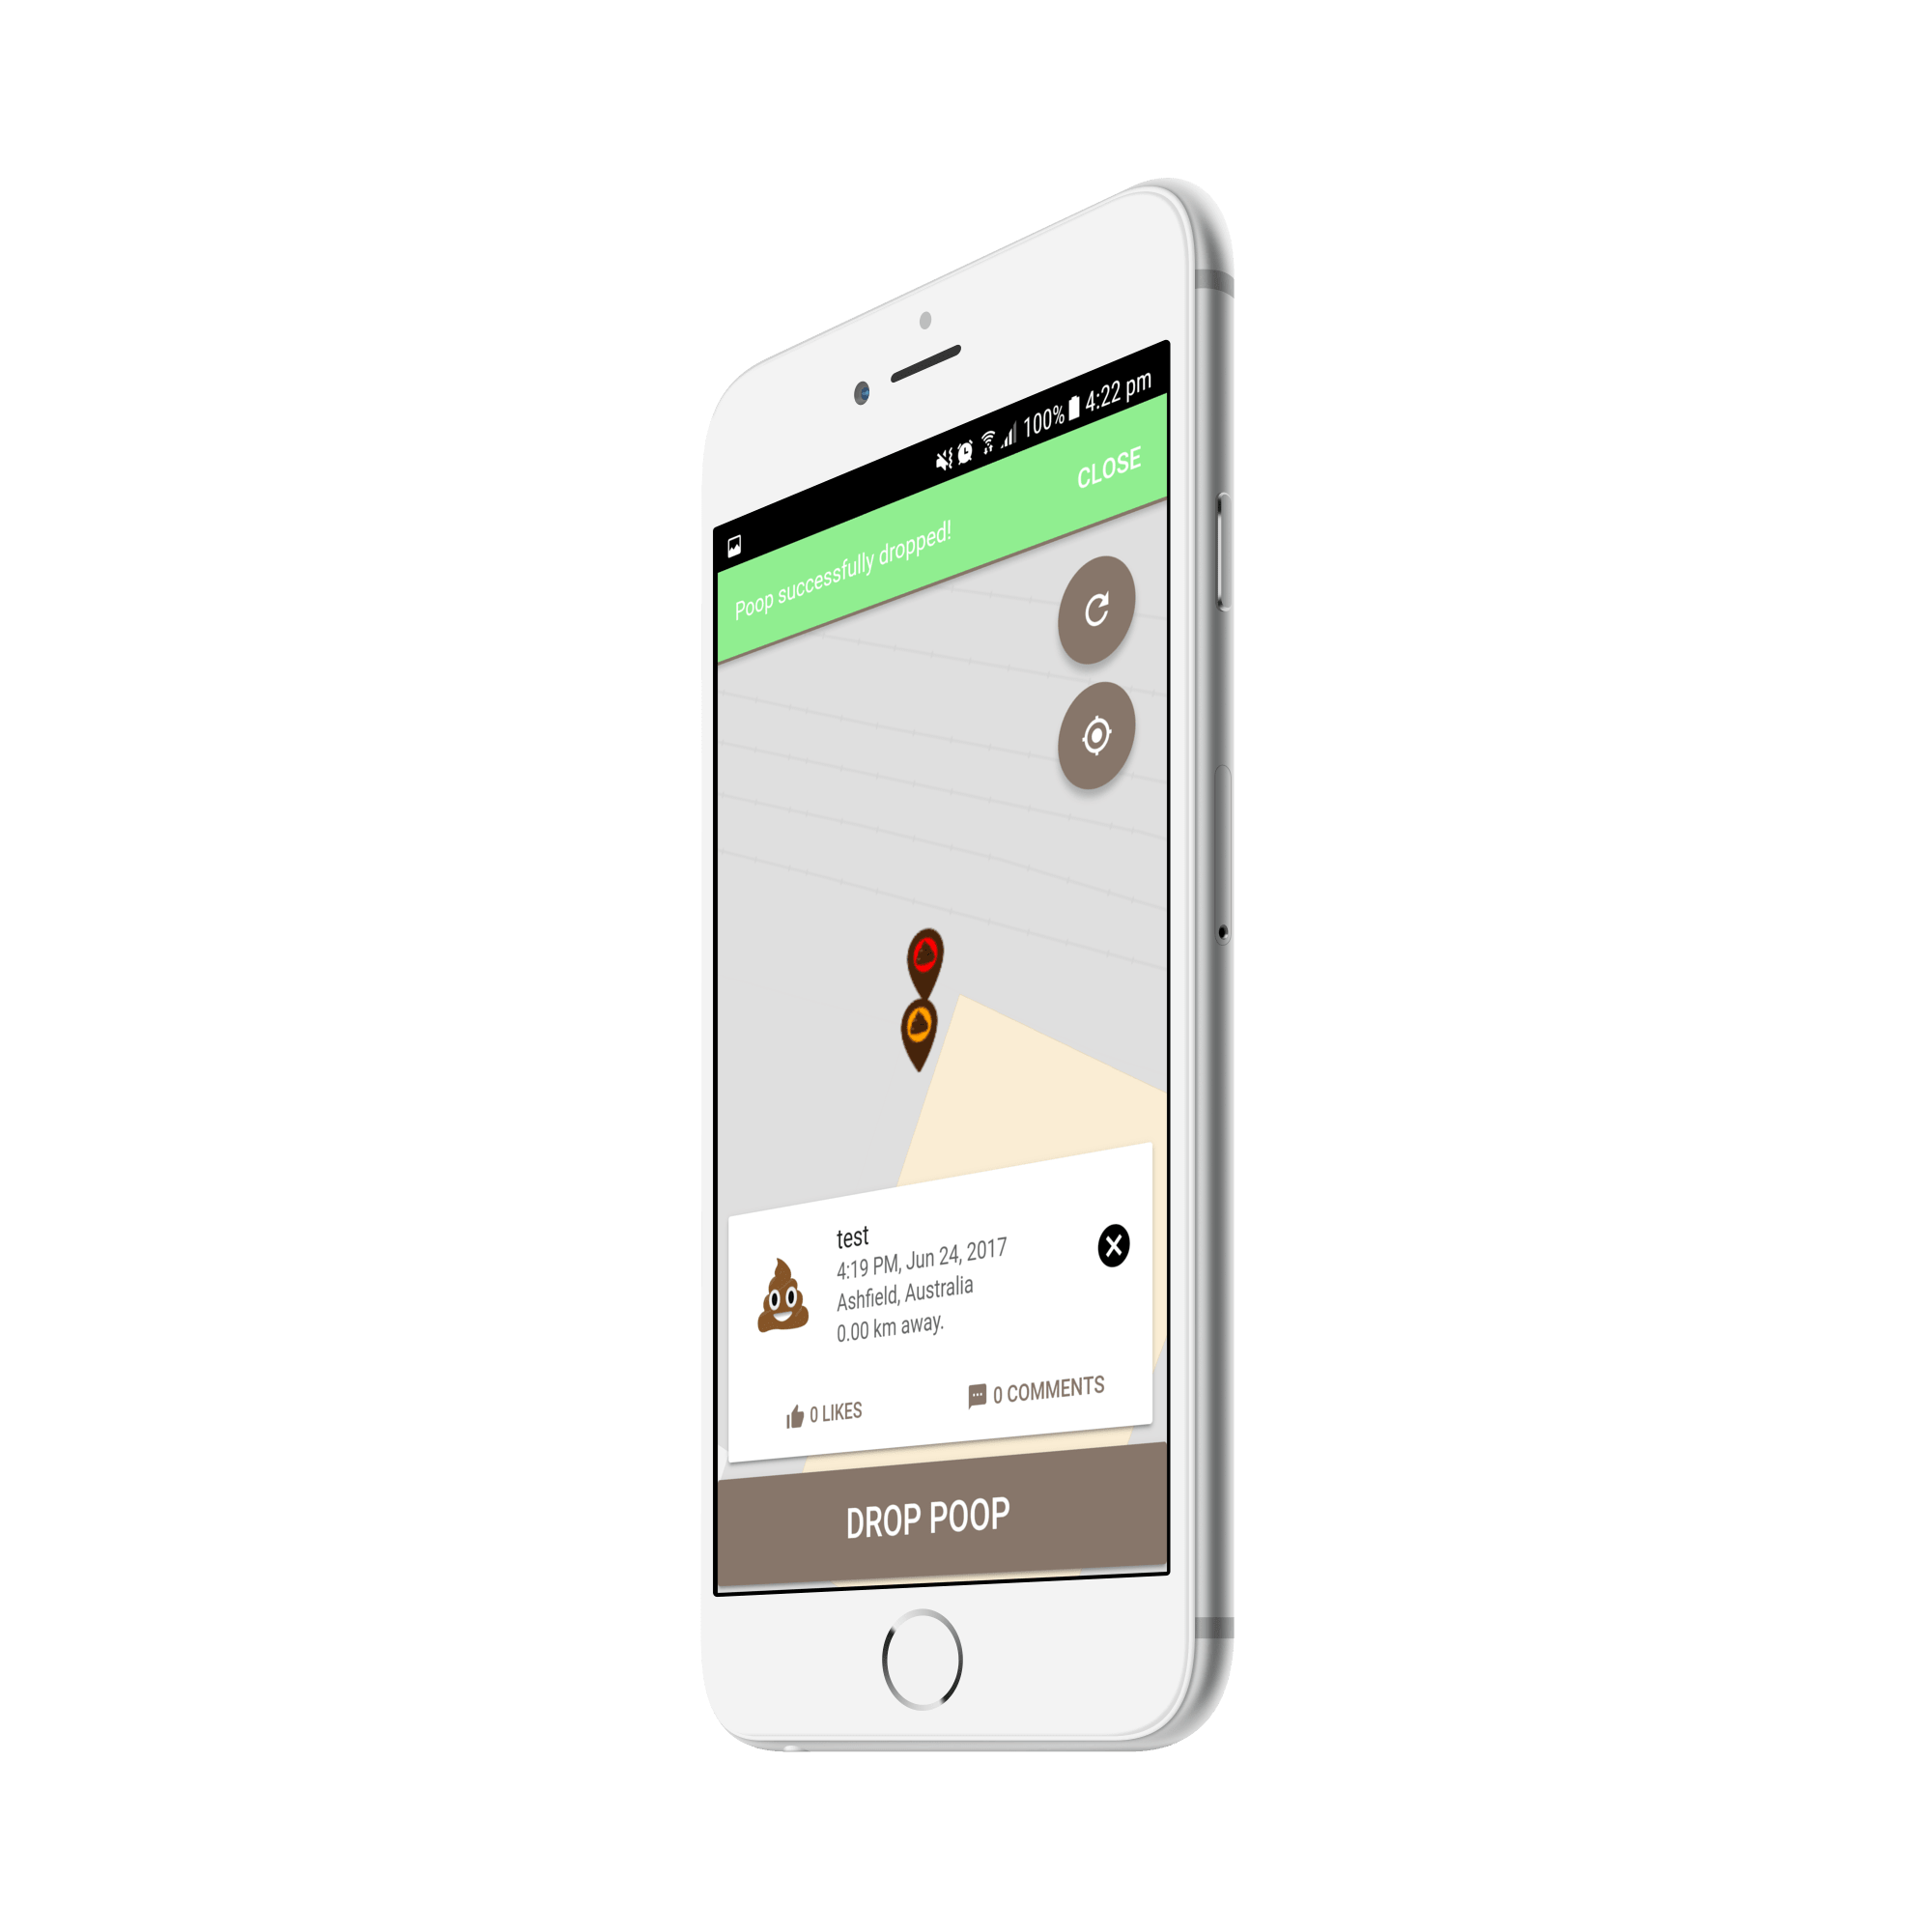 100% 4:22 pm
Poop successfully dropped! CLOSE
test
4:19 PM, Jun 24, 2017
Ashfield, Australia
0.00 km away.
0 LIKES 0 COMMENTS
DROP POOP